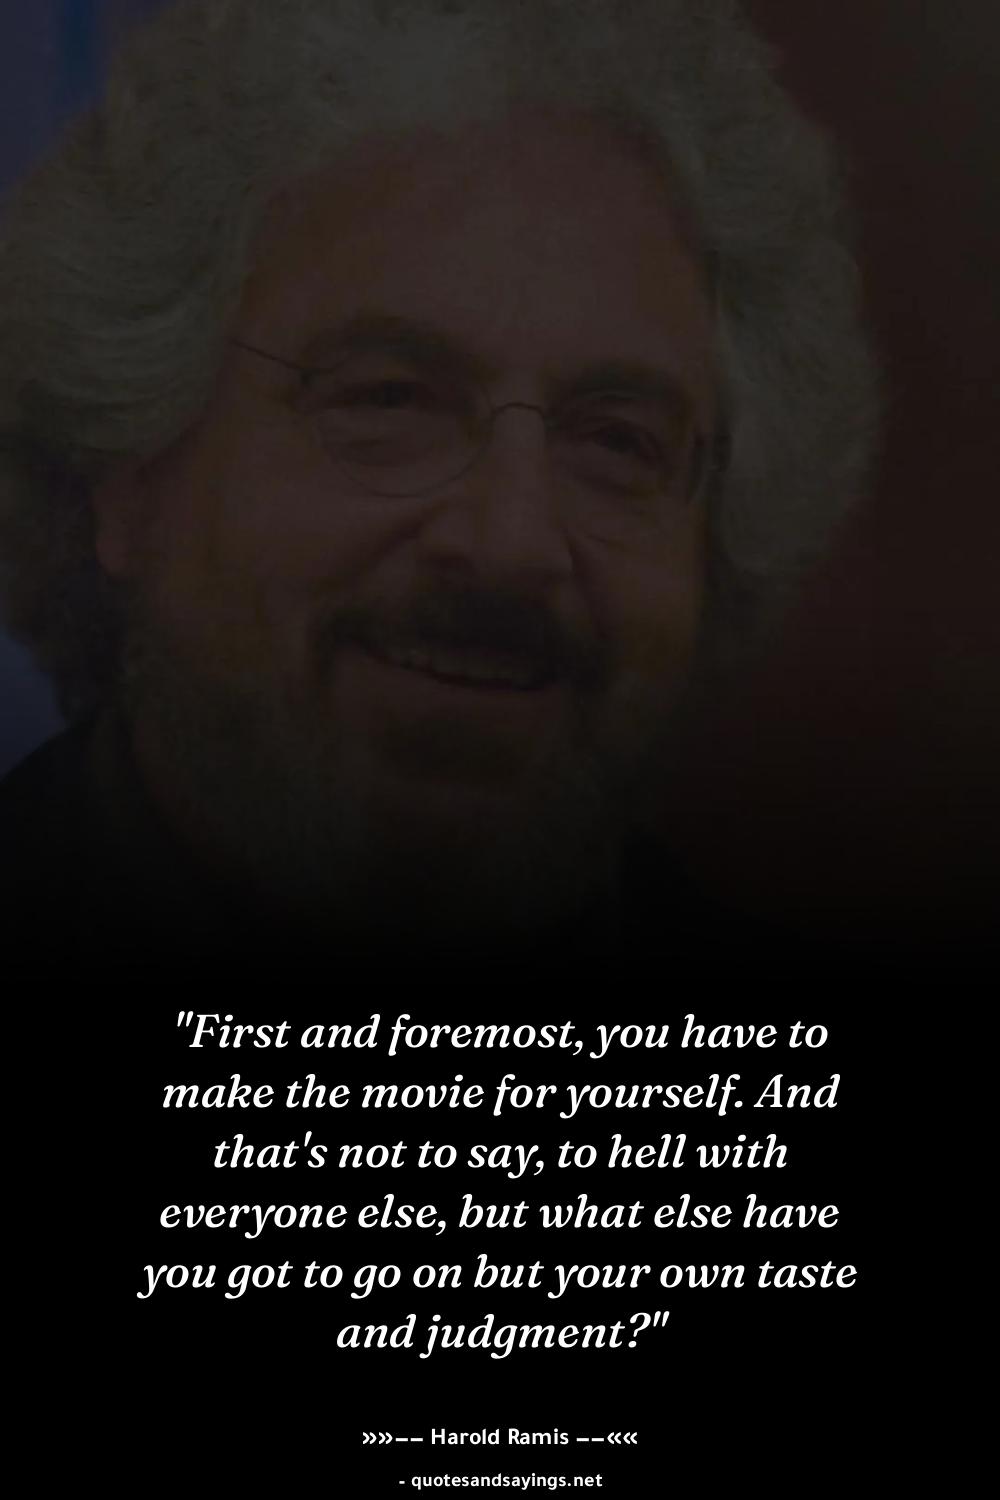 "First and foremost, you have to
make the movie for yourself. And
that's not to say, to hell with
everyone else, but what else have
you got to go on but your own taste
and judgment?"
»»−− Harold Ramis −−««
- quotesandsayings.net